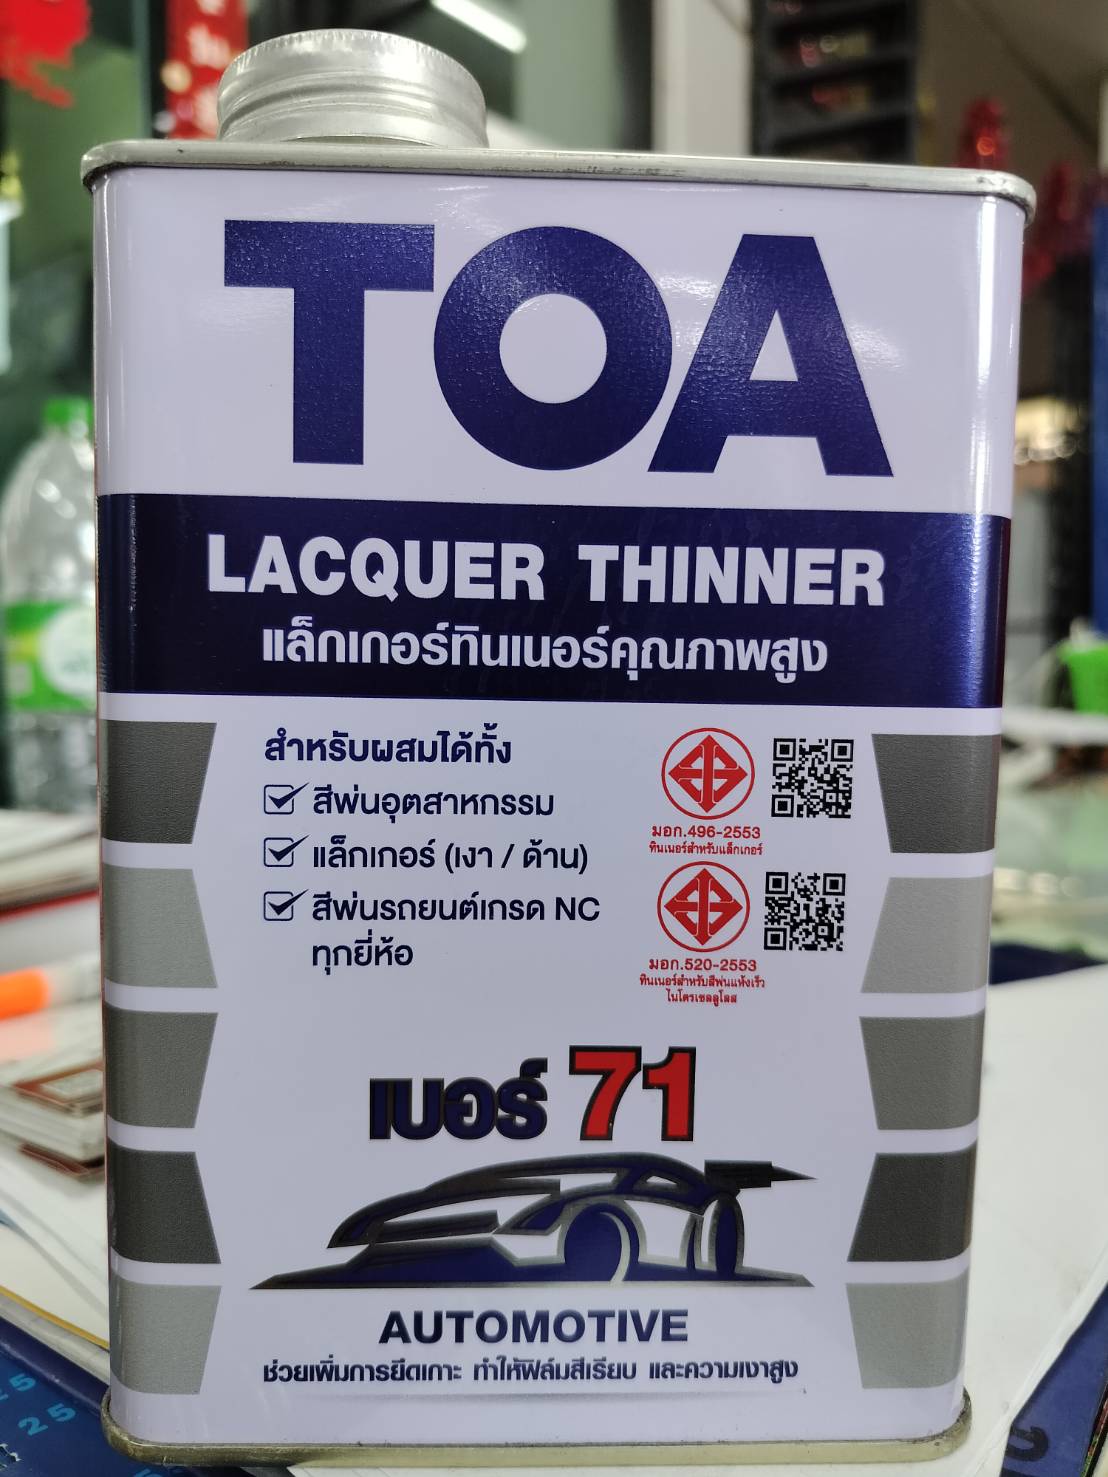 TOA
LACQUER THINNER
แล็กเกอร์ทินเนอร์คุณภาพสูง
สำหรับผสมได้ทั้ง
สีพ่นอุตสาหกรรม
แล็กเกอร์ (เงา / ด้าน)
สีพ่นรถยนต์เกรด NC
ทุกยี่ห้อ
มอก.496-2553
ทินเนอร์สำหรับแล็กเกอร์
มอก.520-2553
ทินเนอร์สำหรับสีพ่นแห้งเร็ว
ไนโตรเซลลูโลส
เบอร์ 71
AUTOMOTIVE
ช่วยเพิ่มการยึดเกาะ ทำให้ฟิล์มสีเรียบ และความเงาสูง
25